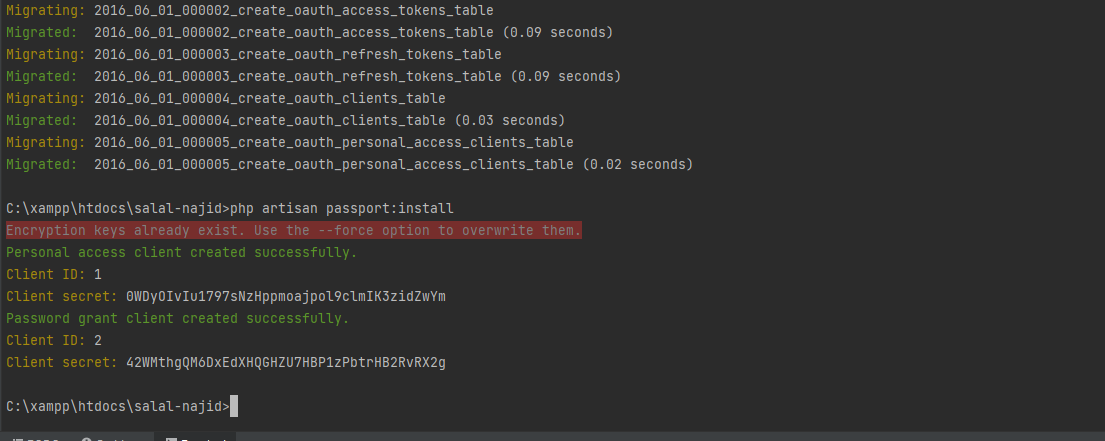 Migrating: 2016_06_01_000002_create_oauth_access_tokens_table
Migrated:  2016_06_01_000002_create_oauth_access_tokens_table (0.09 seconds)
Migrating: 2016_06_01_000003_create_oauth_refresh_tokens_table
Migrated:  2016_06_01_000003_create_oauth_refresh_tokens_table (0.09 seconds)
Migrating: 2016_06_01_000004_create_oauth_clients_table
Migrated:  2016_06_01_000004_create_oauth_clients_table (0.03 seconds)
Migrating: 2016_06_01_000005_create_oauth_personal_access_clients_table
Migrated:  2016_06_01_000005_create_oauth_personal_access_clients_table (0.02 seconds)
C:\xampp\htdocs\salal-najid>php artisan passport:install
Encryption keys already exist. Use the --force option to overwrite them.
Personal access client created successfully.
Client ID: 1
Client secret: 0WDyOIvIu1797sNzHppmoajpol9clmIK3zidZwYm
Password grant client created successfully.
Client ID: 2
Client secret: 42WMthgQM6DxEdXHQGHZU7HBP1zPbtrHB2RvRX2g
C:\xampp\htdocs\salal-najid>